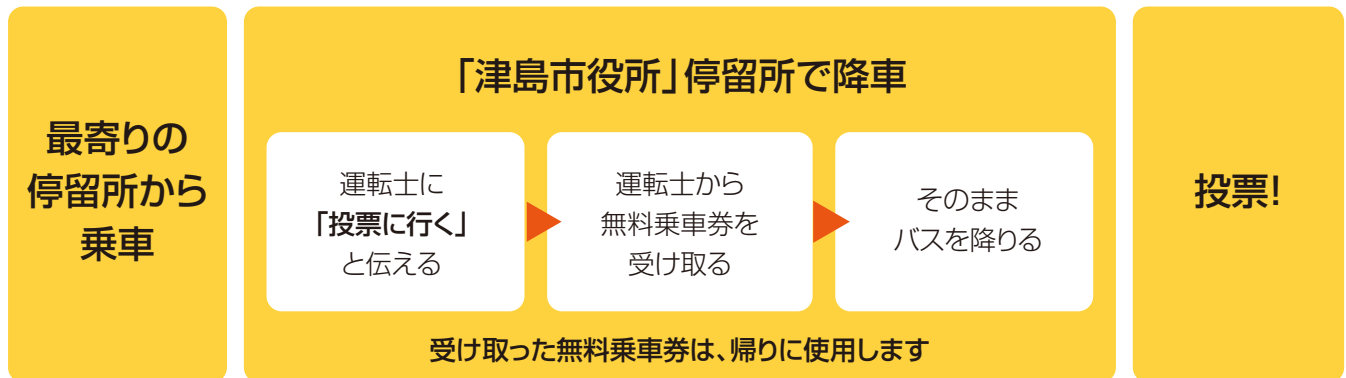 最寄りの
停留所から
乗車
「津島市役所」停留所で降車
運転士に
「投票に行く」
と伝える
運転士から
無料乗車券を
受け取る
そのまま
バスを降りる
受け取った無料乗車券は、帰りに使用します
投票!